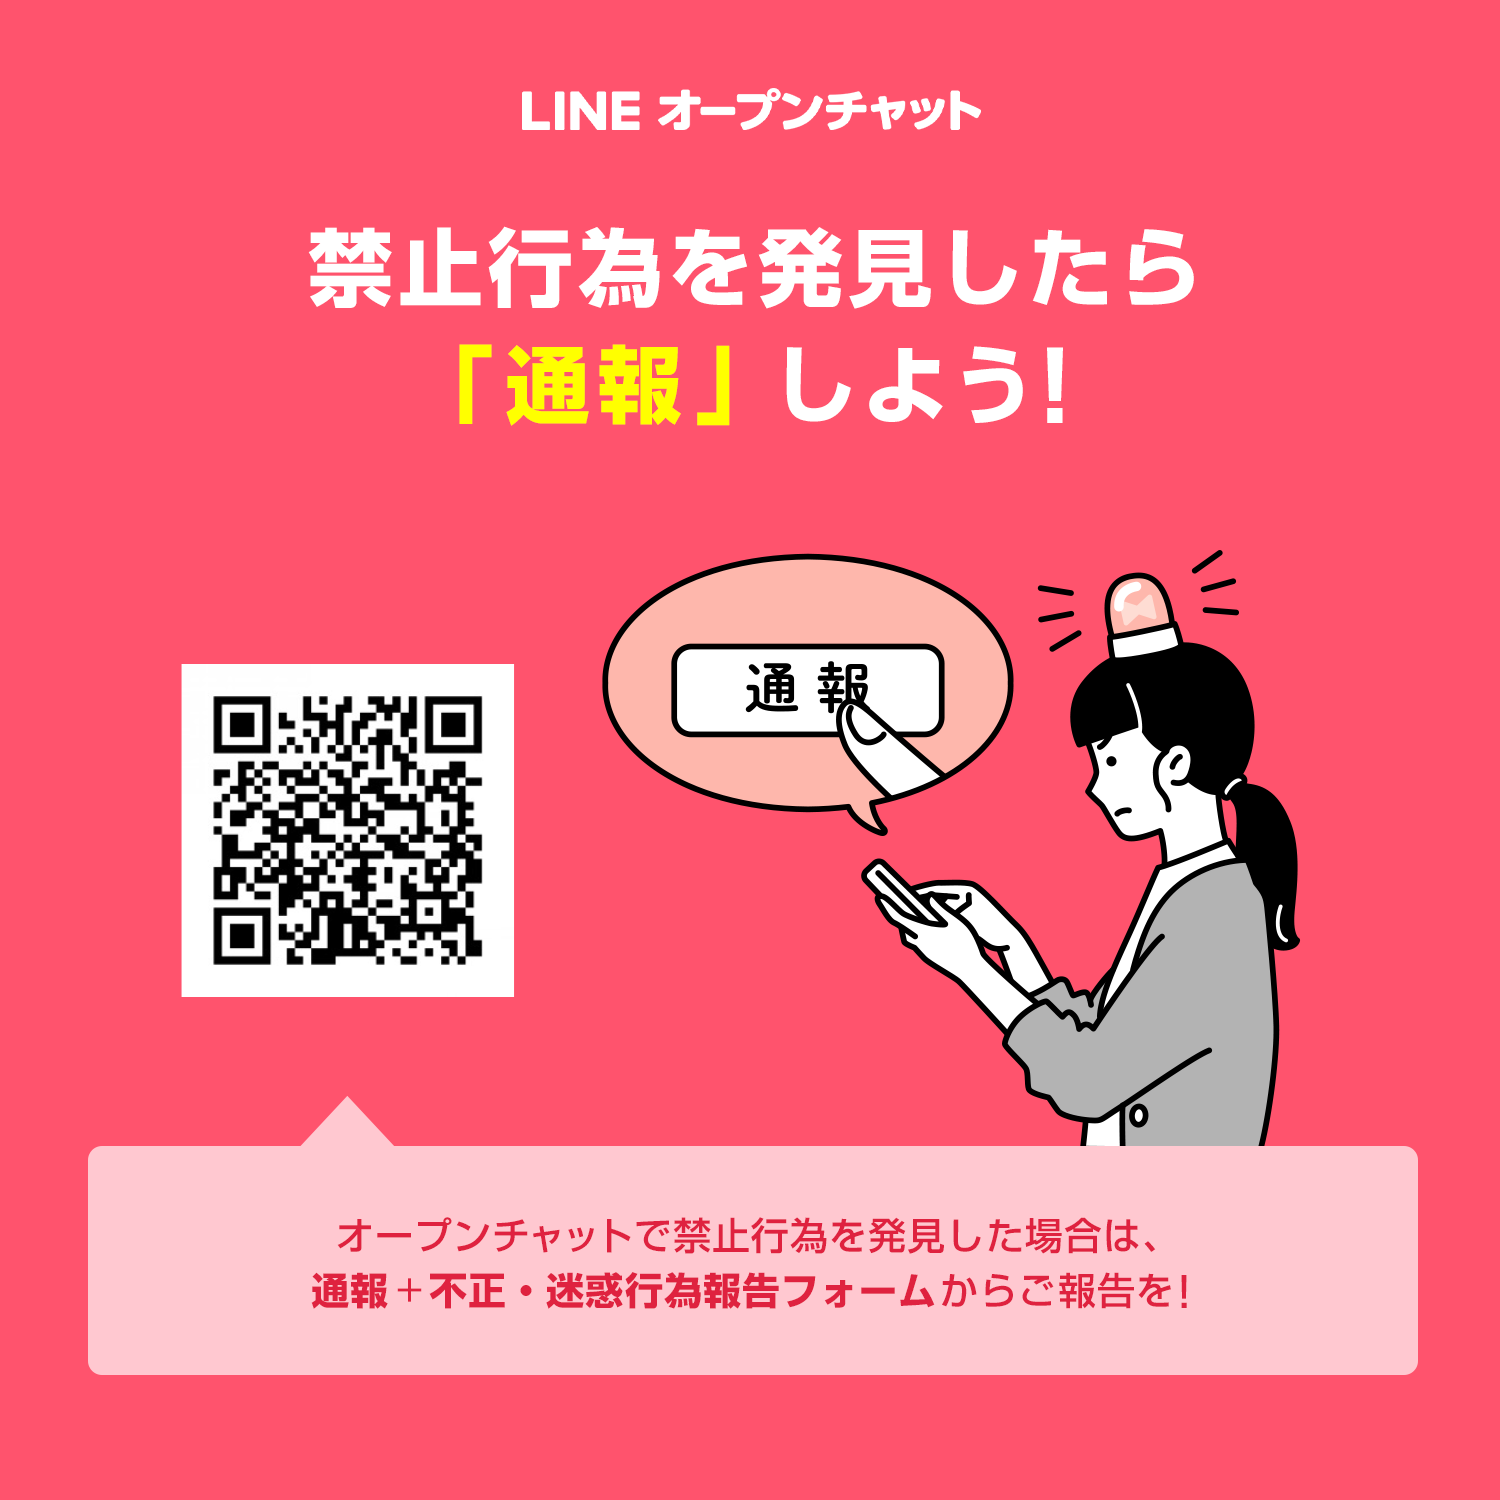 LINE オープンチャット
禁止行為を発見したら
「通報」しよう!
通報
オープンチャットで禁止行為を発見した場合は、
通報+不正・迷惑行為報告フォームからご報告を!